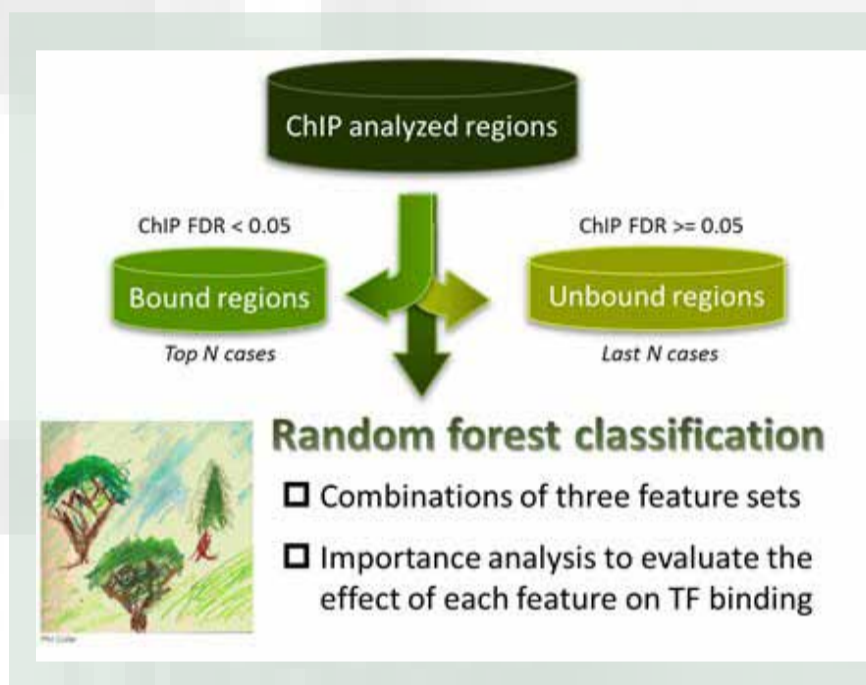 ChIP analyzed regions
ChIP FDR < 0.05
Bound regions
Top N cases
ChIP FDR >= 0.05
Unbound regions
Last N cases
Random forest classification
Combinations of three feature sets
Importance analysis to evaluate the
effect of each feature on TF binding